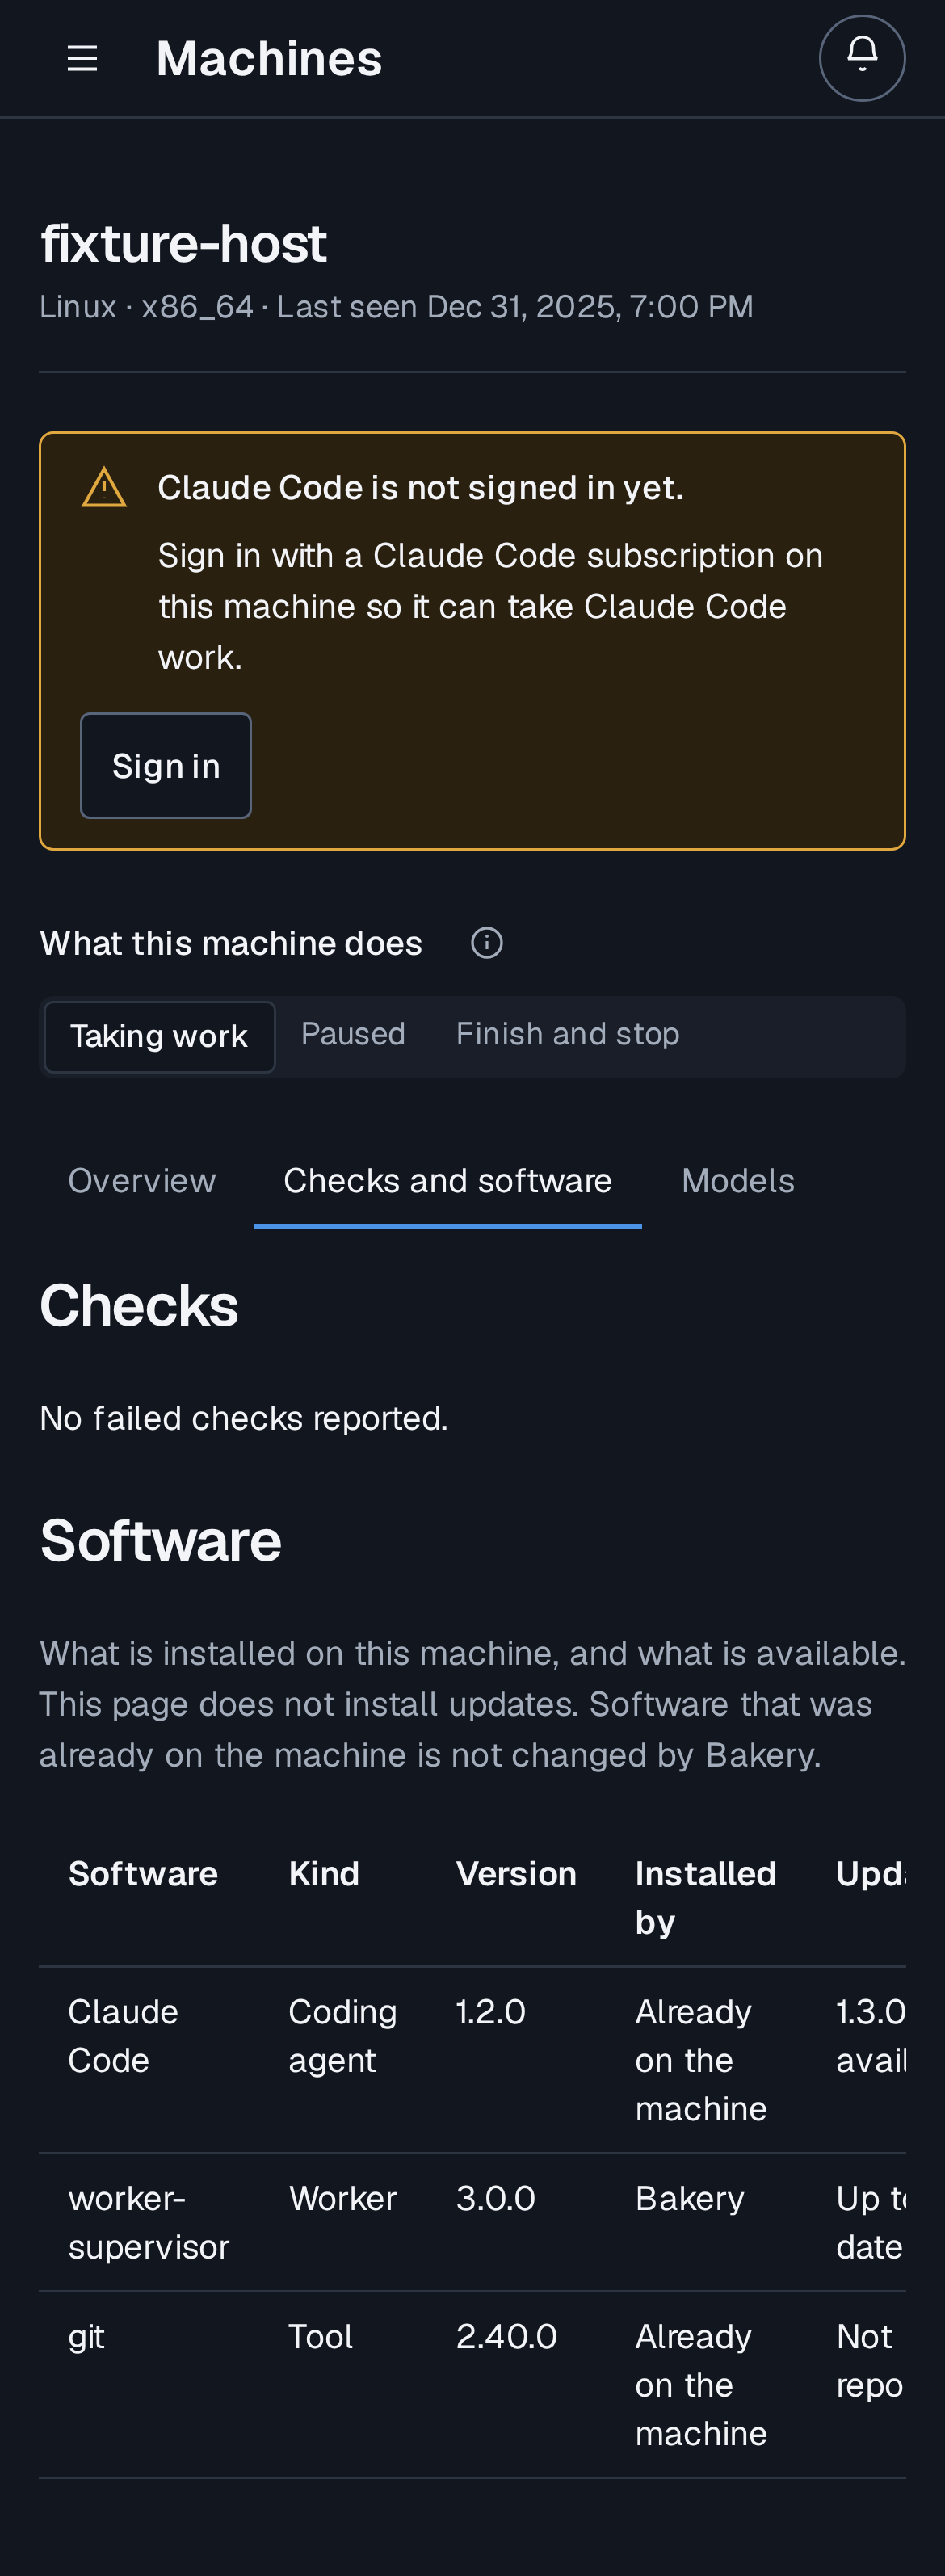 Machines
fixture-host
Linux · x86_64 · Last seen Dec 31, 2025, 7:00 PM
Claude Code is not signed in yet.
Sign in with a Claude Code subscription on
this machine so it can take Claude Code
work.
Sign in
What this machine does
Taking work Paused Finish and stop
Overview Checks and software Models
Checks
No failed checks reported.
Software
What is installed on this machine, and what is available.
This page does not install updates. Software that was
already on the machine is not changed by Bakery.
Software Kind Version Installed
by
Claude Coding 1.2.0 Already 1.3.0
Code agent on the
machine
worker- Worker 3.0.0 Bakery Up
supervisor date
git Tool 2.40.0 Already Not
on the
machine